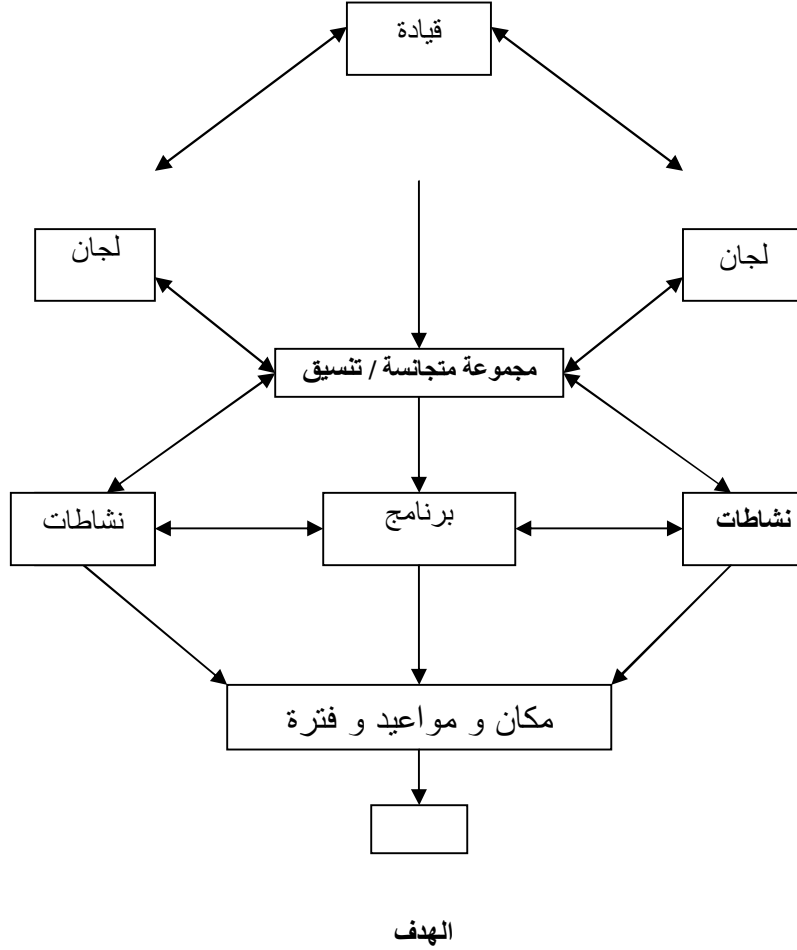 قيادة
لجان
لجان
مجموعة متجانسة / تنسيق
نشاطات
برنامج
نشاطات
مكان و مواعيد و فترة
الهدف